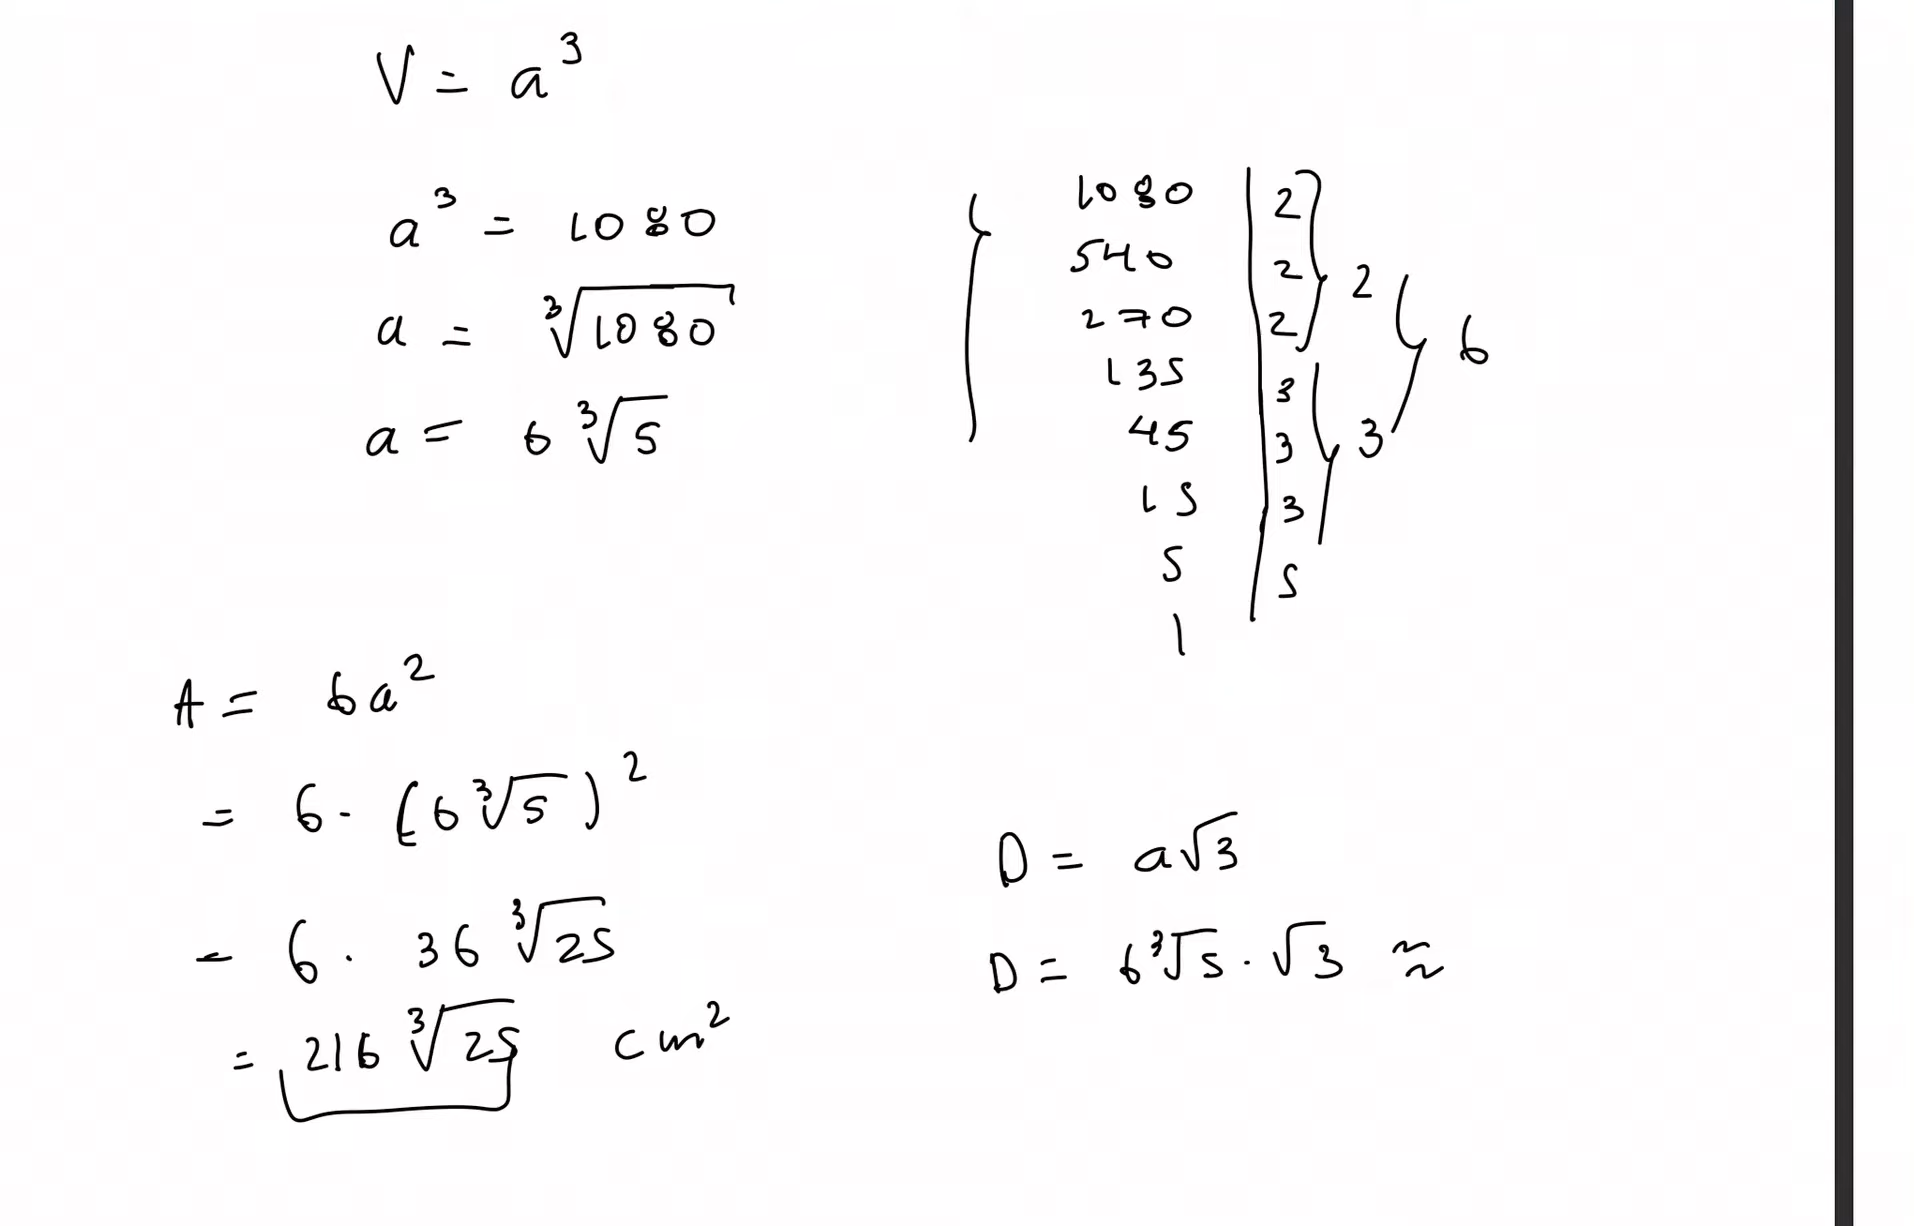 V = a³
a³ = 1080
a = ∛1080
a = 6∛5
1080 | 2
540 | 2
270 | 2
135 | 3
45 | 3
15 | 3
5 | 5
1
2
3
6
A = 6a²
= 6 · (6∛5)²
= 6 · 36∛25
= 216∛25 cm²
D = a√3
D = 6∛5 · √3 ≈